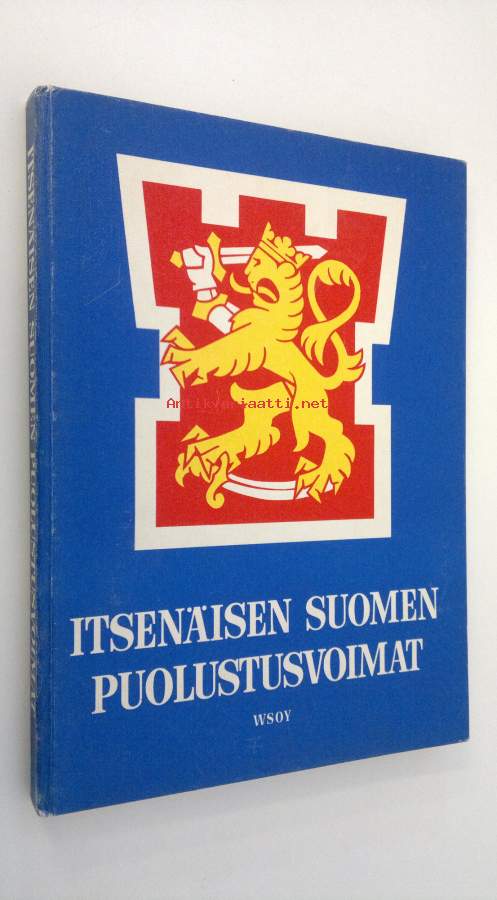 ITSENÄISEN SUOMEN PUOLUSTUSVOIMAT
Antikvariaatti.net
ITSENÄISEN SUOMEN
PUOLUSTUSVOIMAT
WSOY